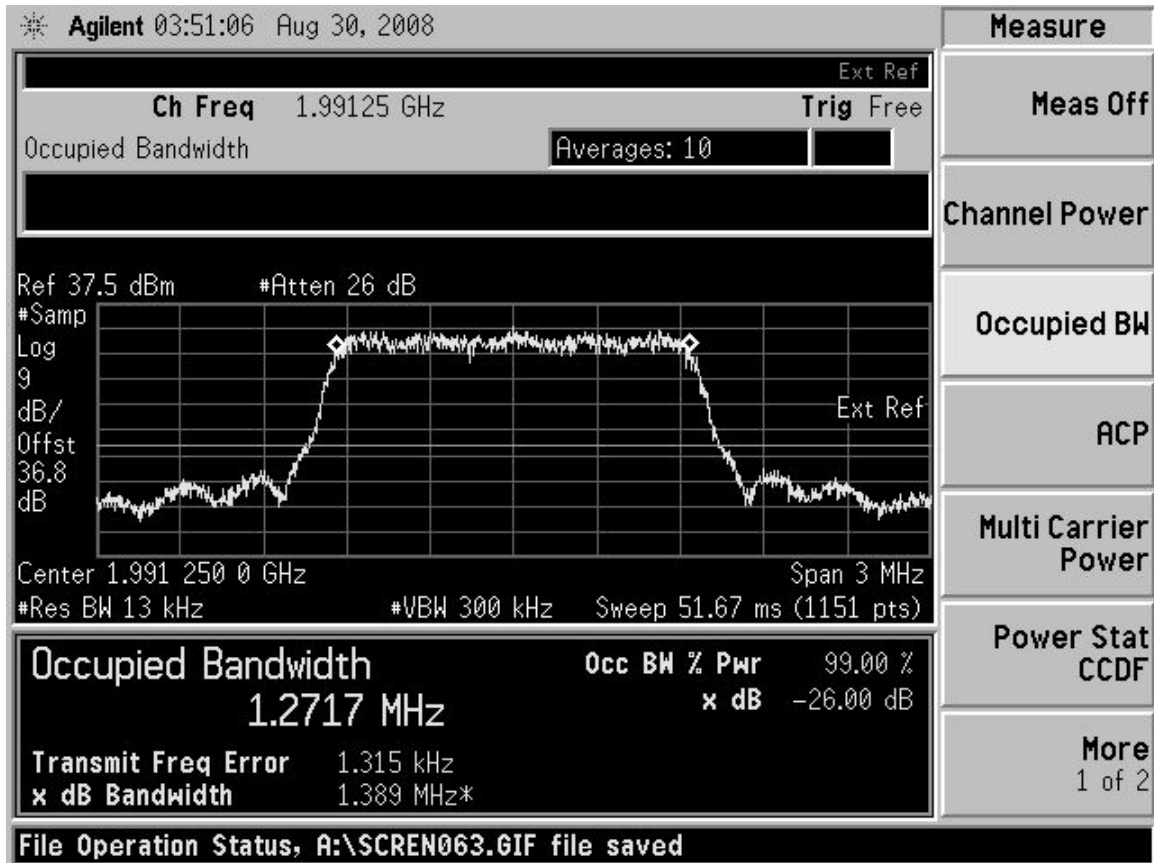 Agilent 03:51:06 Aug 30, 2008
Measure
Ext Ref
Ch Freq 1.99125 GHz Trig Free
Occupied Bandwidth Averages: 10
Meas Off
Channel Power
Ref 37.5 dBm #Atten 26 dB
#Samp
Log
9
dB/
Offst
36.8
dB
Ext Ref
Center 1.991 250 0 GHz Span 3 MHz
#Res BW 13 kHz #VBW 300 kHz Sweep 51.67 ms (1151 pts)
Occupied BW
ACP
Multi Carrier
Power
Occupied Bandwidth
1.2717 MHz
Occ BW % Pwr 99.00 %
x dB -26.00 dB
Transmit Freq Error 1.315 kHz
x dB Bandwidth 1.389 MHz*
Power Stat
CCDF
More
1 of 2
File Operation Status, A:\SCREN063.GIF file saved